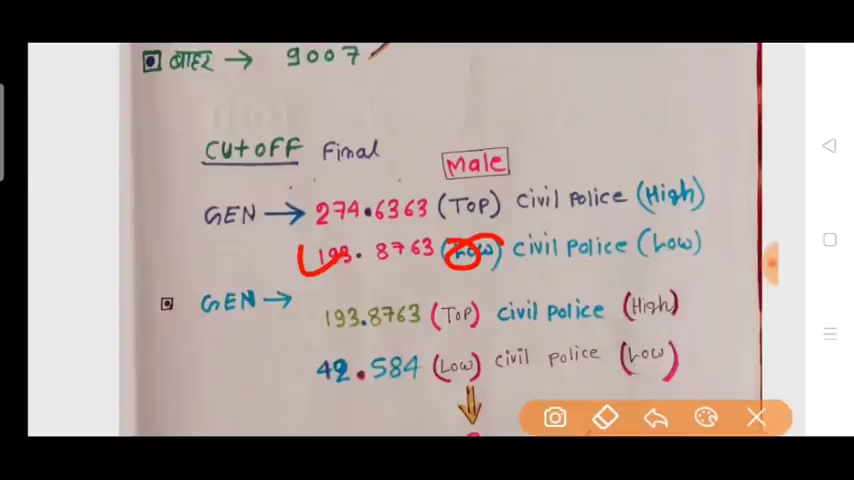 बाहर → 9007
CUTOFF Final
Male
GEN → 274.6363 (TOP) Civil Police (High)
193.8763 (Low) Civil Police (Low)
GEN → 193.8763 (Top) Civil Police (High)
42.584 (Low) Civil police (Low)